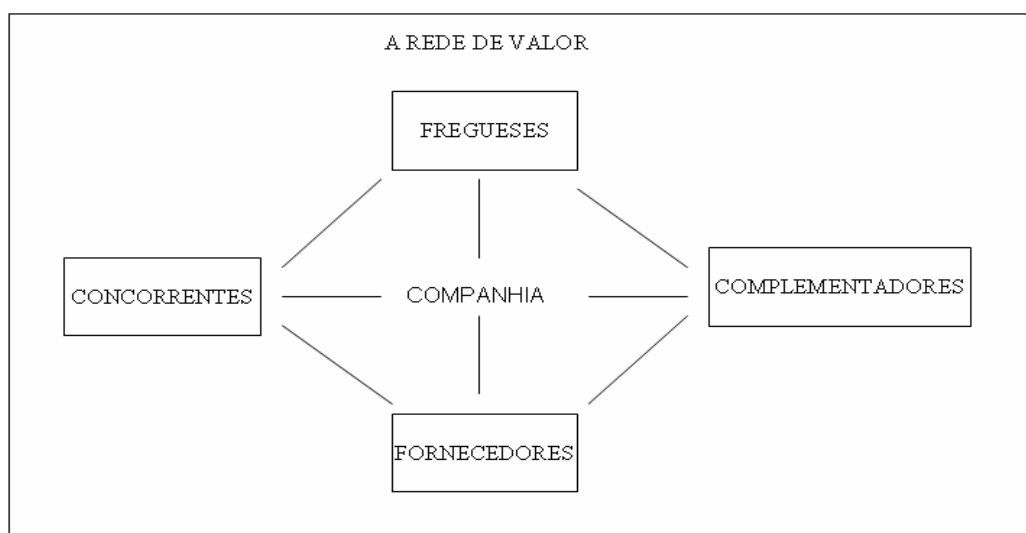 A REDE DE VALOR
FREGUESES
CONCORRENTES
COMPANHIA
COMPLEMENTADORES
FORNECEDORES